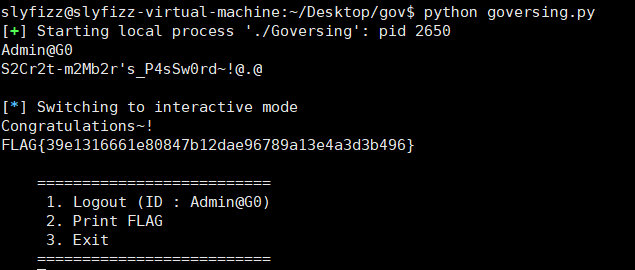 slyfizz@slyfizz-virtual-machine:~/Desktop/gov$ python goversing.py
[+] Starting local process './Goversing': pid 2650
Admin@G0
S2Cr2t-m2Mb2r's_P4sSw0rd~!@.@
[*] Switching to interactive mode
Congratulations~!
FLAG{39e1316661e80847b12dae96789a13e4a3d3b496}
===========================
1. Logout (ID : Admin@G0)
2. Print FLAG
3. Exit
===========================